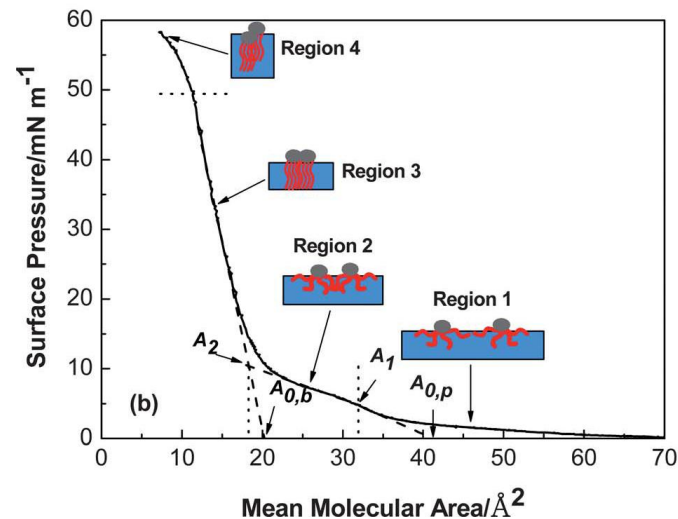 60
50
40
30
20
10
0
0 10 20 30 40 50 60 70
Surface Pressure/mN m⁻¹
Mean Molecular Area/Å²
(b)
Region 4
Region 3
Region 2
Region 1
A₂
A₀,b
A₁
A₀,p